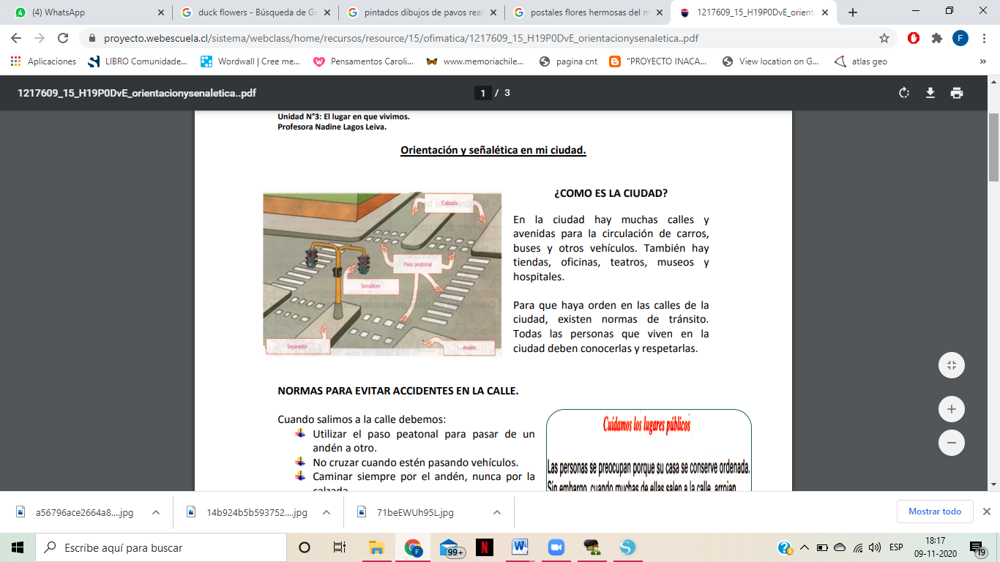 (4) WhatsApp
duck flowers - Búsqueda de Go
pintados dibujos de pavos real
postales flores hermosas del m
1217609_15_H19P0DvE_orienta
proyecto.webescuela.cl/sistema/webclass/home/recursos/resource/15/ofimatica/1217609_15_H19P0DvE_orientacionysenaletica..pdf
F
Aplicaciones
LIBRO Comunidade...
Wordwall | Cree me...
Pensamentos Caroli...
www.memoriachile...
pagina cnt
"PROYECTO INACA...
View location on G...
atlas geo
»
1217609_15_H19P0DvE_orientacionysenaletica..pdf
1 / 3
Unidad N°3: El lugar en que vivimos.
Profesora Nadine Lagos Leiva.
Orientación y señalética en mi ciudad.
Calzada
Paso peatonal
Semáforo
Separador
Andén
¿COMO ES LA CIUDAD?
En la ciudad hay muchas calles y
avenidas para la circulación de carros,
buses y otros vehículos. También hay
tiendas, oficinas, teatros, museos y
hospitales.
Para que haya orden en las calles de la
ciudad, existen normas de tránsito.
Todas las personas que viven en la
ciudad deben conocerlas y respetarlas.
NORMAS PARA EVITAR ACCIDENTES EN LA CALLE.
Cuando salimos a la calle debemos:
Utilizar el paso peatonal para pasar de un
andén a otro.
No cruzar cuando estén pasando vehículos.
Caminar siempre por el andén, nunca por la
calzada
Cuidamos los lugares públicos
Las personas se preocupan porque su casa se conserve ordenada.
Sin embargo, cuando muchas de ellas salen a la calle, arrojan
a56796ace2664a8....jpg
14b924b5b593752....jpg
71beEWUh95L.jpg
Mostrar todo
Escribe aquí para buscar
F
99+
N
W
S
ESP
18:17
09-11-2020
19